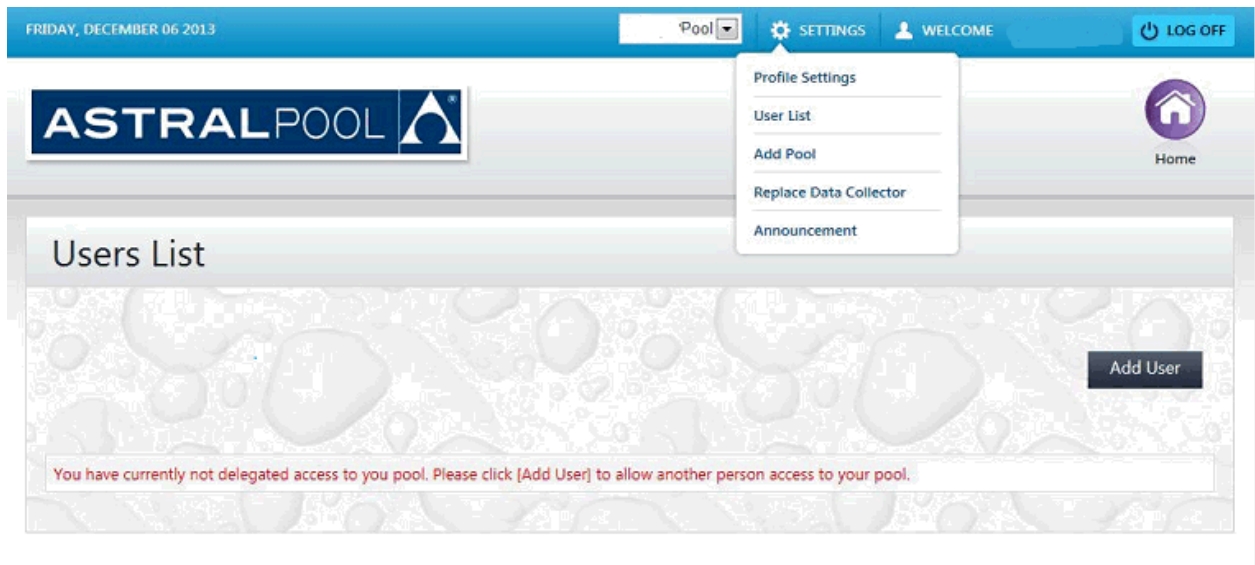 FRIDAY, DECEMBER 06 2013
Pool
SETTINGS
WELCOME
LOG OFF
Profile Settings
User List
Add Pool
Replace Data Collector
Announcement
ASTRALPOOL
®
Home
Users List
Add User
You have currently not delegated access to you pool. Please click [Add User] to allow another person access to your pool.